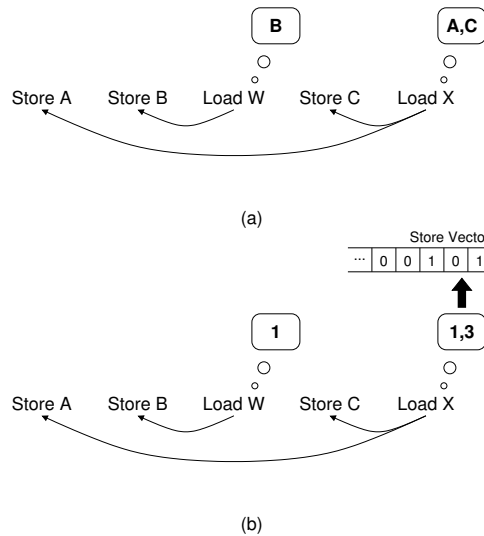 B A,C
Store A Store B Load W Store C Load X
(a)
Store Vecto
... 0 0 1 0 1
1 1,3
Store A Store B Load W Store C Load X
(b)